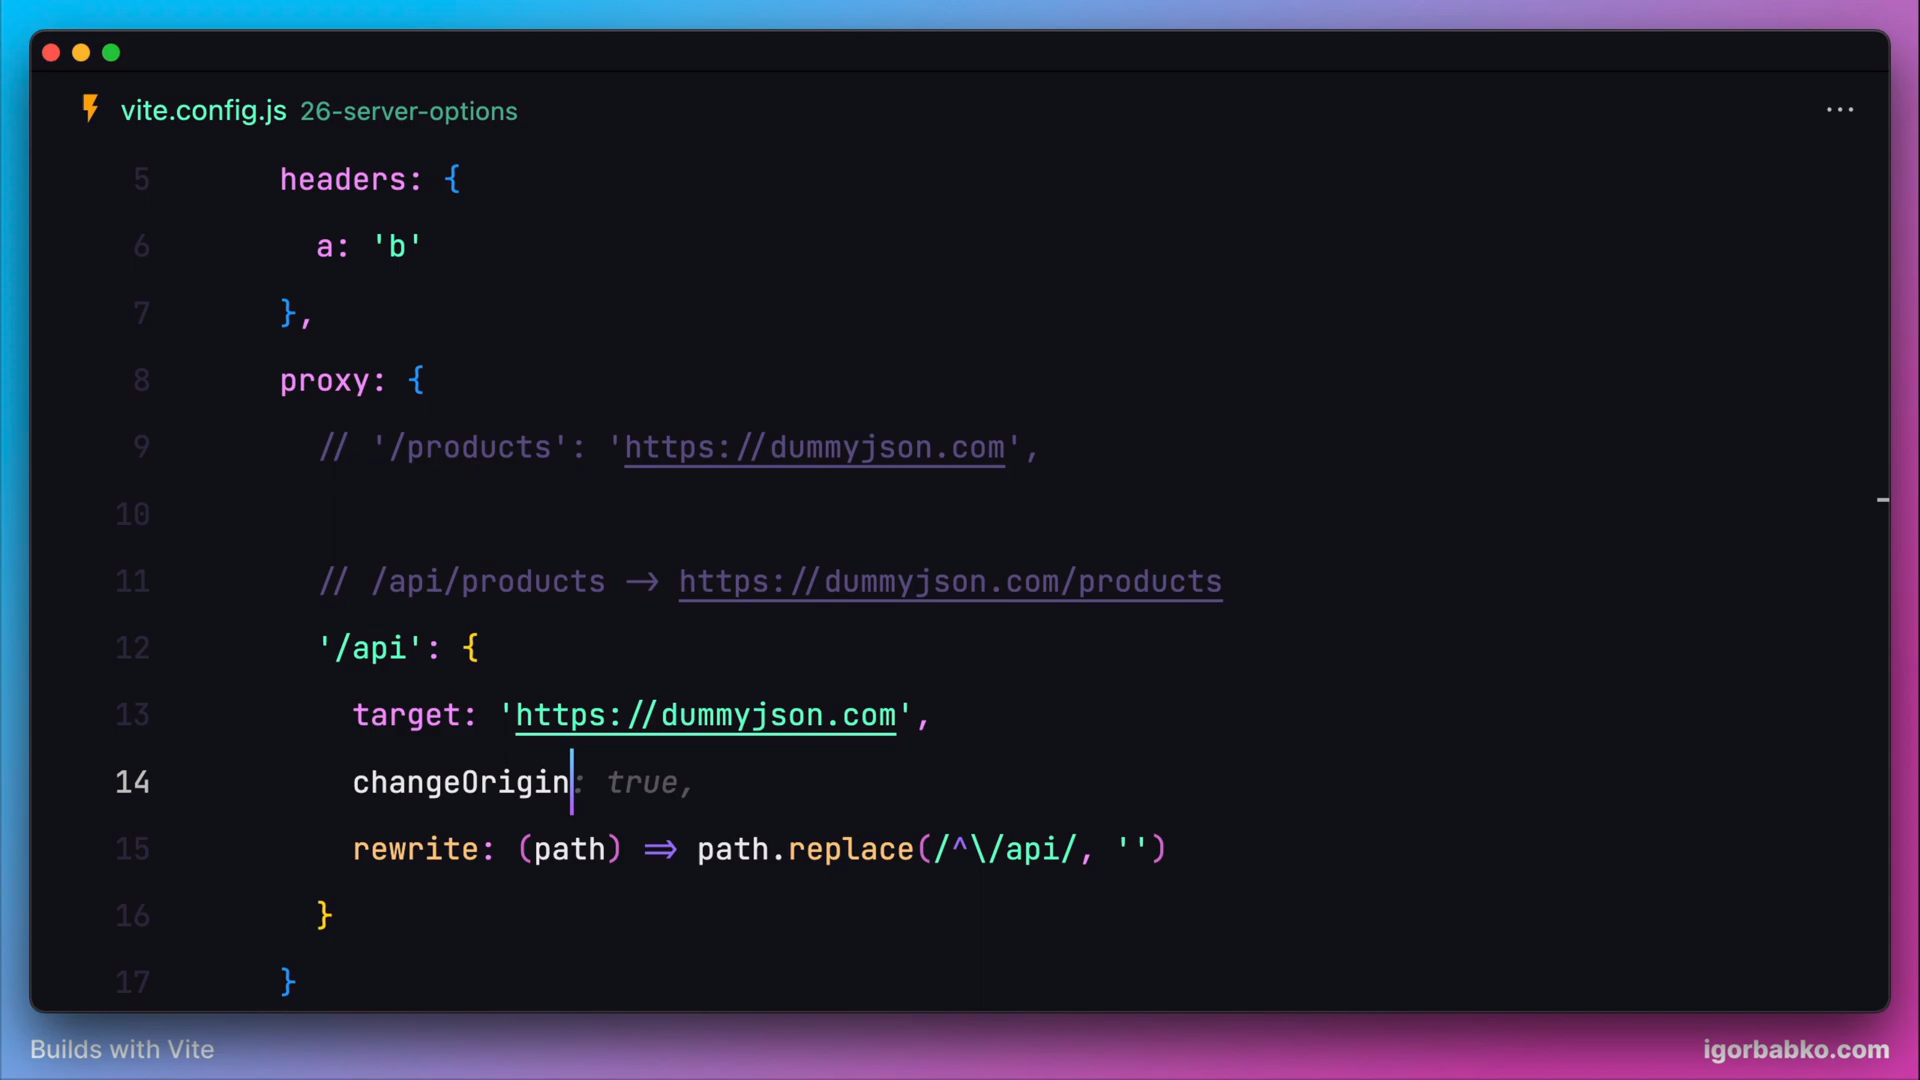 vite.config.js 26-server-options ...
5 headers: {
6 a: 'b'
7 },
8 proxy: {
9 // '/products': 'https://dummyjson.com',
10
11 // /api/products -> https://dummyjson.com/products
12 '/api': {
13 target: 'https://dummyjson.com',
14 changeOrigin: true,
15 rewrite: (path) => path.replace(/^\/api/, '')
16 }
17 }
Builds with Vite
igorbabko.com